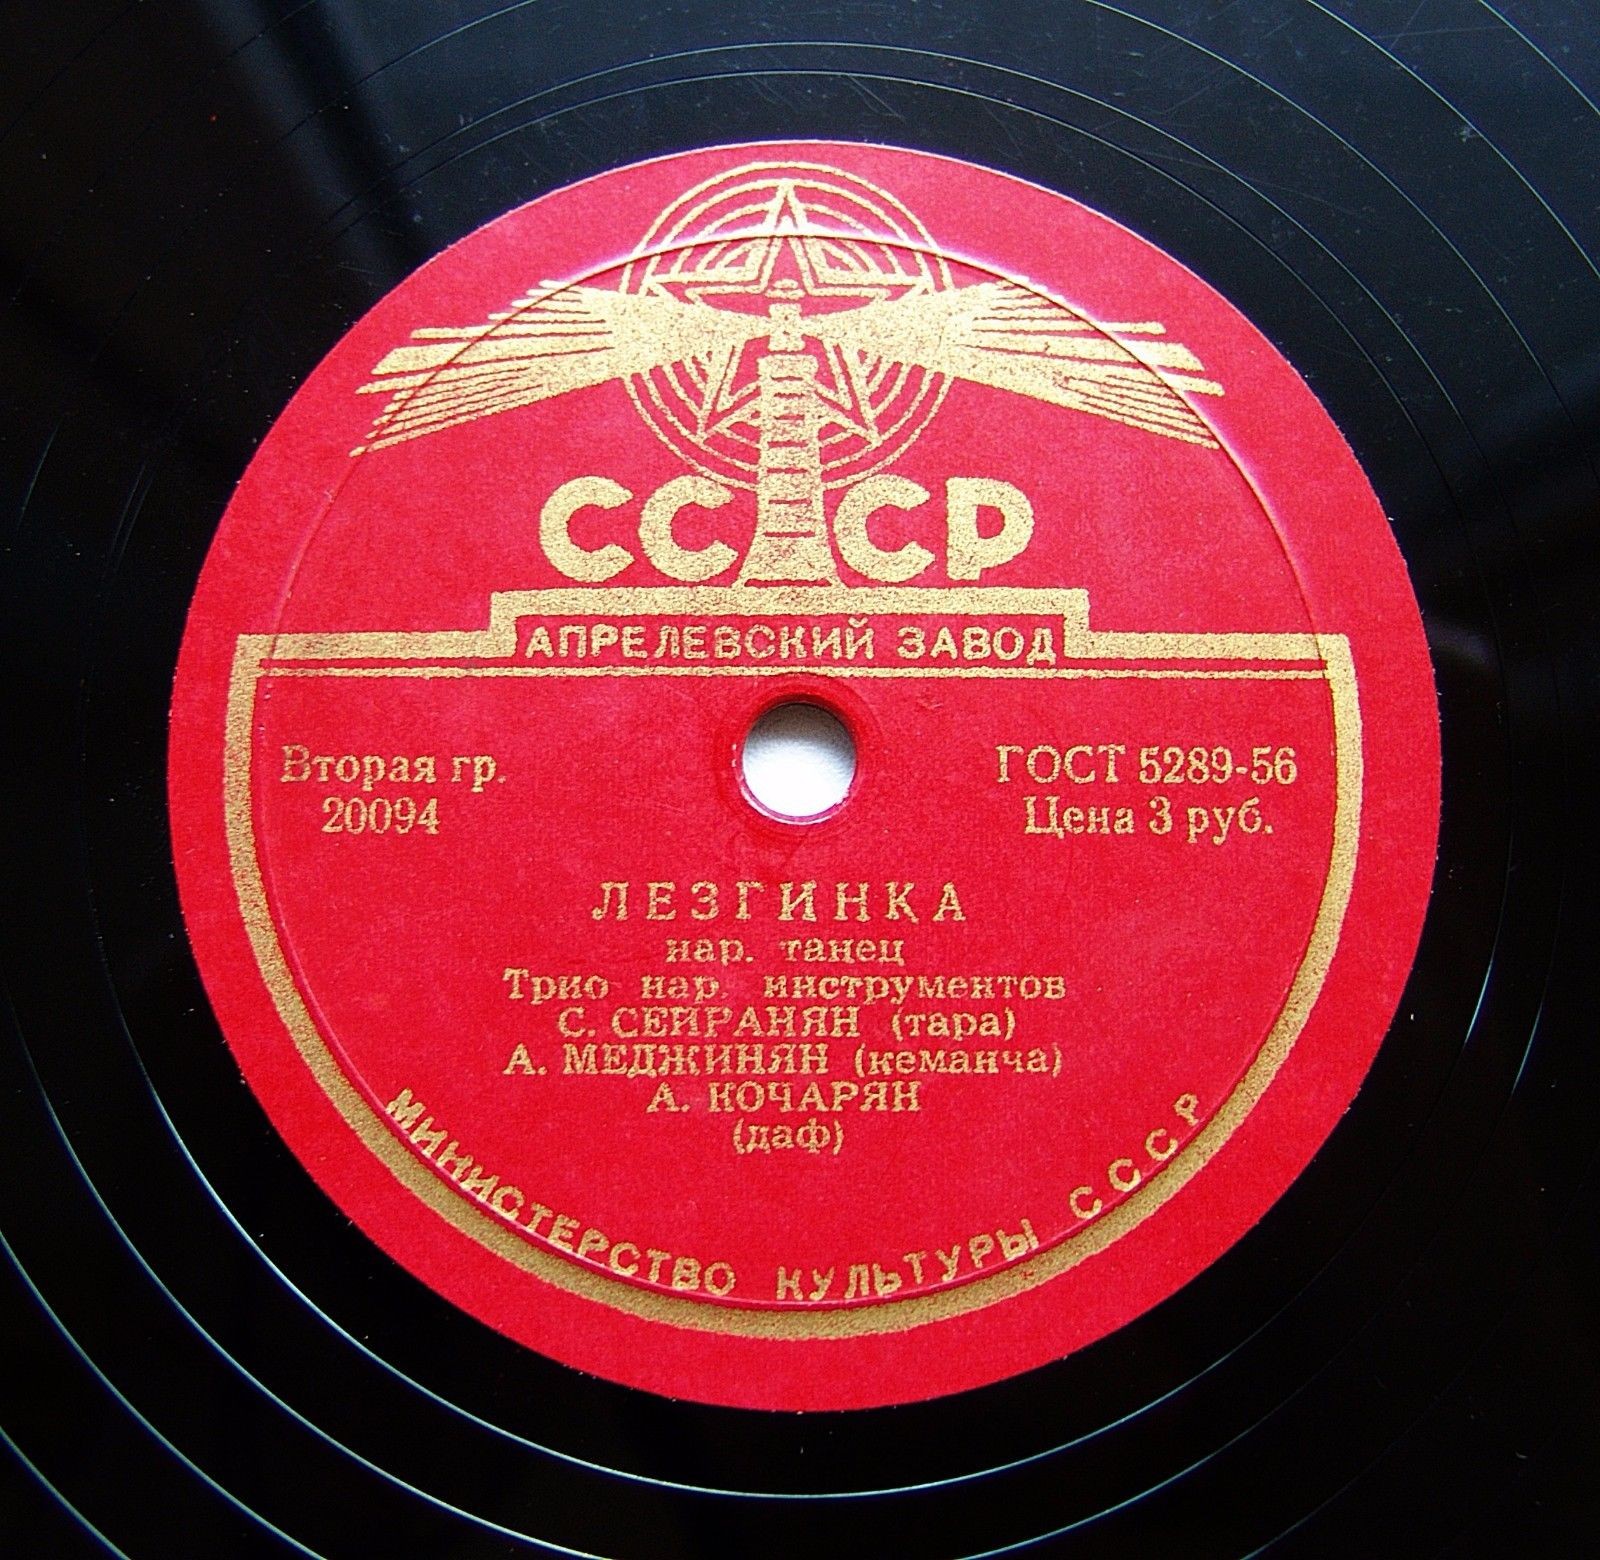 СССР
АПРЕЛЕВСКИЙ ЗАВОД
Вторая гр.
20094
ГОСТ 5289-56
Цена 3 руб.
ЛЕЗГИНКА
нар. танец
Трио нар. инструментов
С. СЕЙРАНЯН (тара)
А. МЕДЖИНЯН (кеманча)
А. КОЧАРЯН
(даф)
МИНИСТЕРСТВО КУЛЬТУРЫ СССР